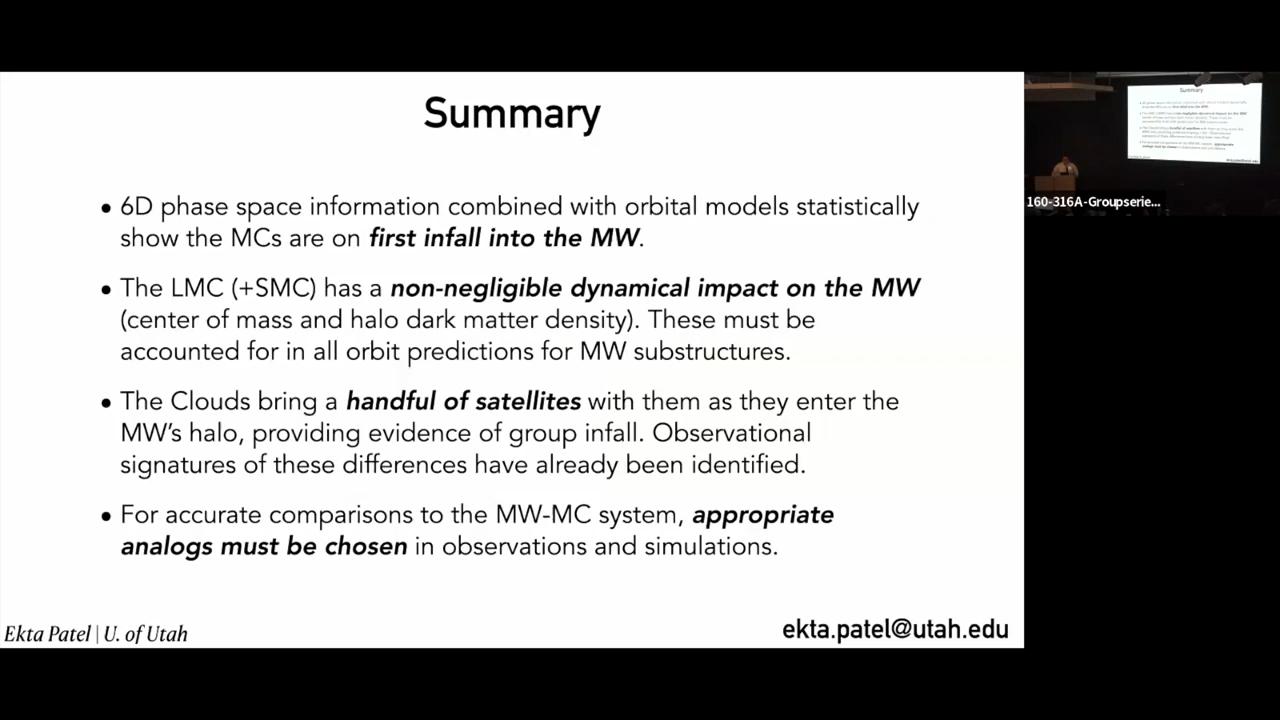 Summary
• 6D phase space information combined with orbital models statistically
show the MCs are on first infall into the MW.
• The LMC (+SMC) has a non-negligible dynamical impact on the MW
(center of mass and halo dark matter density). These must be
accounted for in all orbit predictions for MW substructures.
• The Clouds bring a handful of satellites with them as they enter the
MW’s halo, providing evidence of group infall. Observational
signatures of these differences have already been identified.
• For accurate comparisons to the MW-MC system, appropriate
analogs must be chosen in observations and simulations.
Ekta Patel | U. of Utah
ekta.patel@utah.edu
Summary
160-316A-Groupserie...